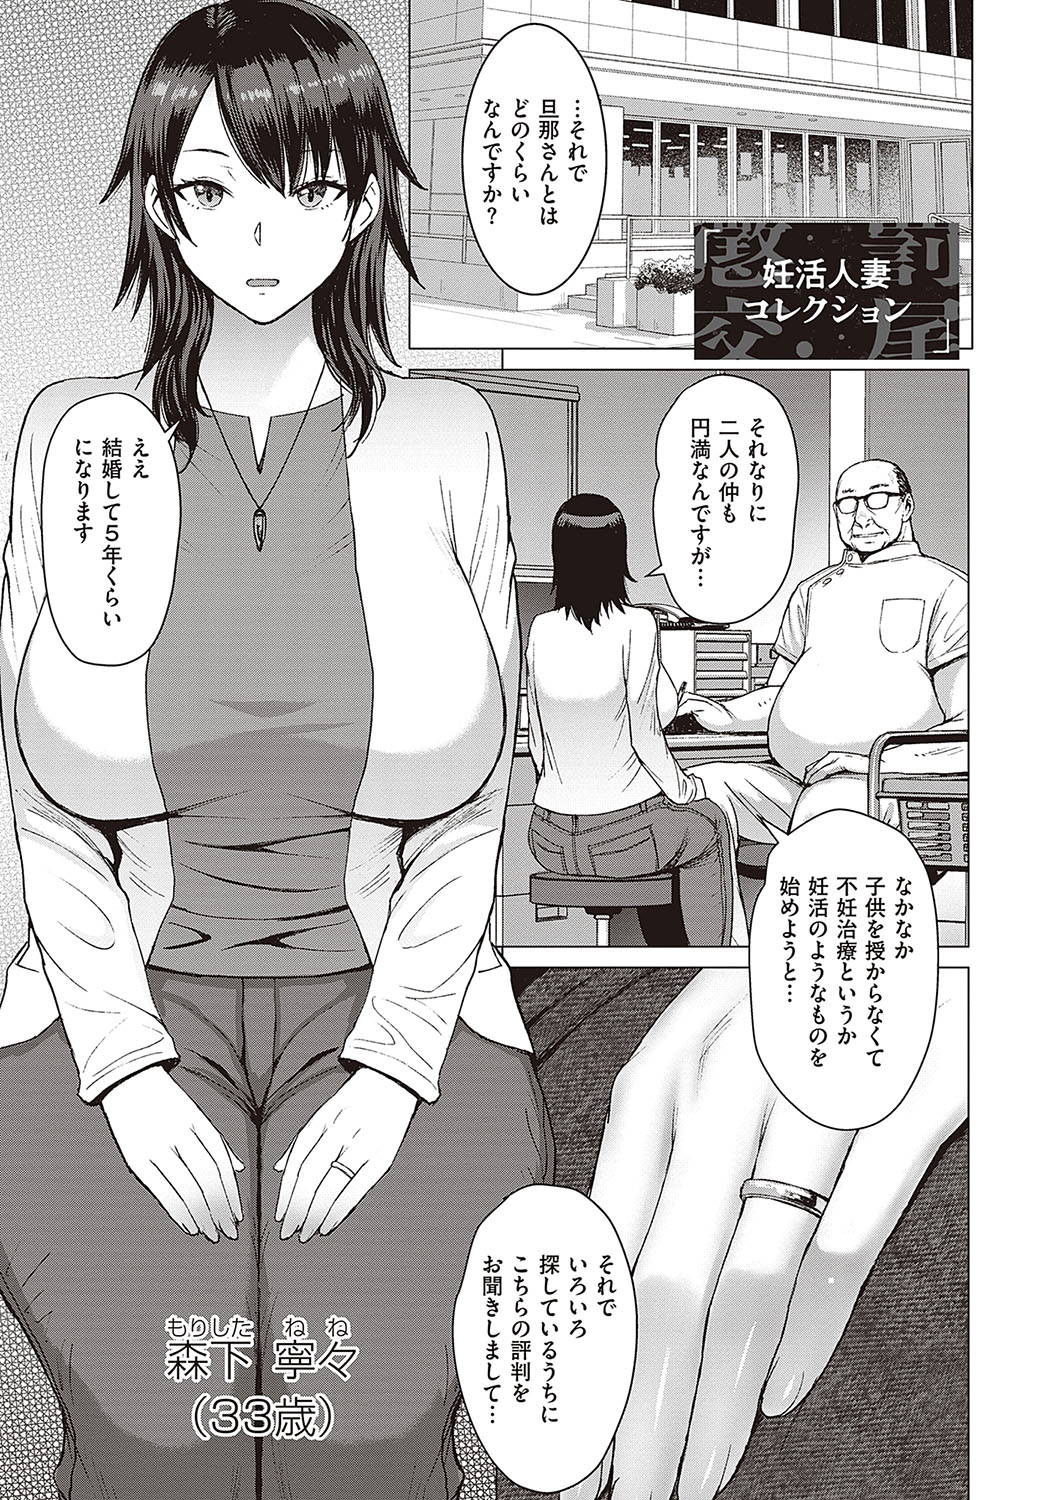 …それで
旦那さんとは
どのくらい
なんですか？
懲・罰
交・尾
「妊活人妻
コレクション」
ええ
結婚して５年くらい
になります
それなりに
二人の仲も
円満なんですが…
なかなか
子供を授からなくて
不妊治療というか
妊活のようなものを
始めようと…
それで
いろいろ
探しているうちに
こちらの評判を
お聞きしまして…
もりした ねね
森下 寧々
（33歳）